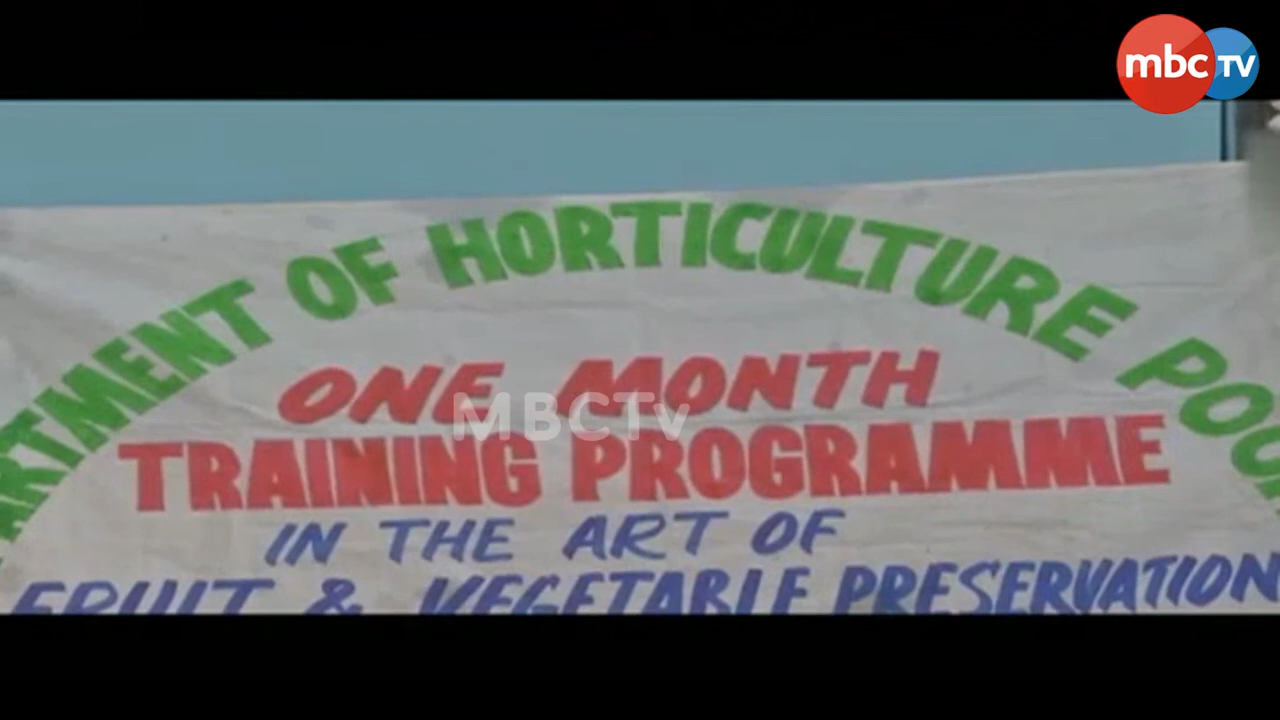 mbc TV
ARTMENT OF HORTICULTURE POO
ONE MONTH
MBCTv
TRAINING PROGRAMME
IN THE ART OF
FRUIT & VEGETABLE PRESERVATION